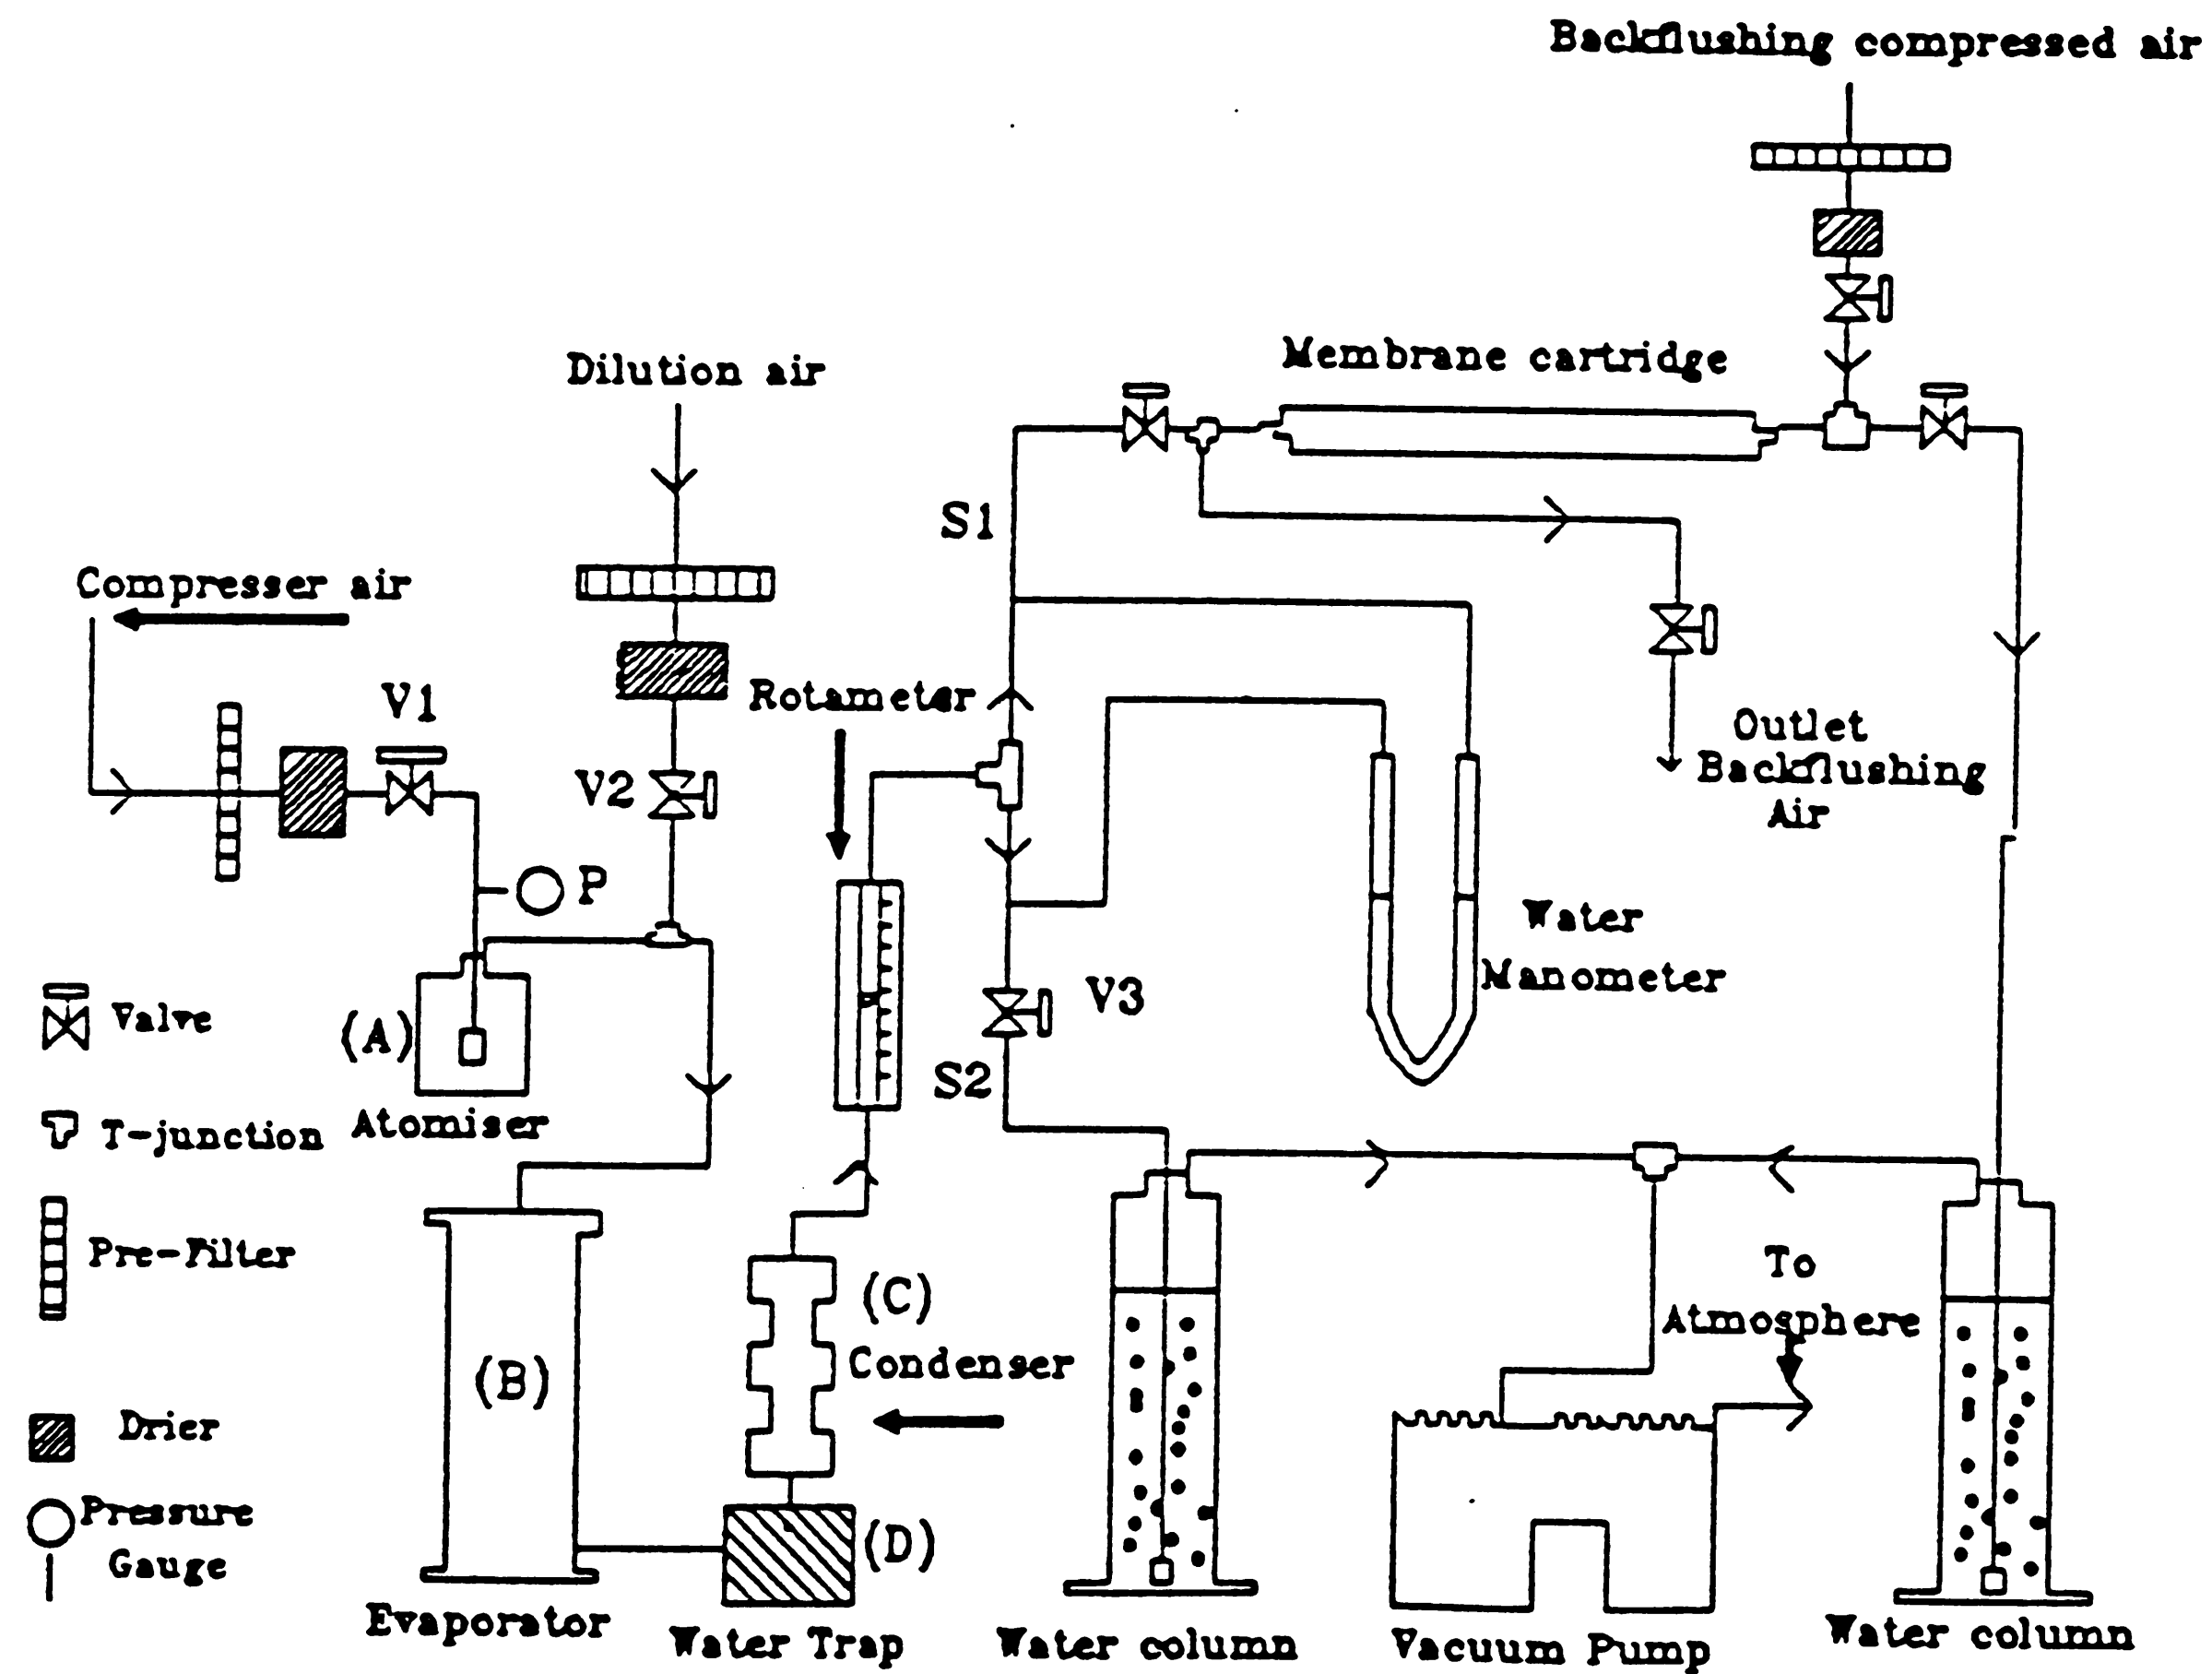 Backflushing compressed air
Membrane cartridge
Dilution air
S1
Compresser air
V1
Rotameter
Outlet
Backflushing
Air
V2
P
Water
Manometer
V3
Valve
(A)
S2
Atomiser
T-junction
Pre-Filter
To
Atmosphere
(C)
Condenser
(B)
Drier
Pressure
Gauge
(D)
Evaporator
Water Trap
Water column
Vacuum Pump
Water column